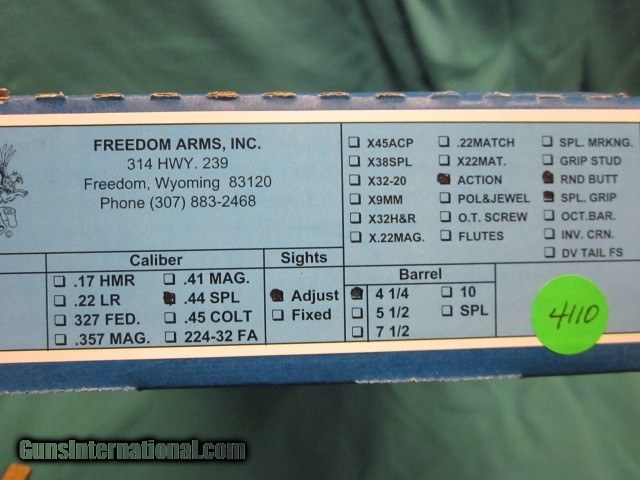 FREEDOM ARMS, INC.
314 HWY. 239
Freedom, Wyoming 83120
Phone (307) 883-2468
X45ACP .22MATCH SPL. MRKNG.
X38SPL X22MAT. GRIP STUD
X32-20 ACTION RND BUTT
X9MM POL&JEWEL SPL. GRIP
X32H&R O.T. SCREW OCT.BAR.
X.22MAG. FLUTES INV. CRN.
DV TAIL FS
Caliber
.17 HMR .41 MAG.
.22 LR .44 SPL
327 FED. .45 COLT
.357 MAG. 224-32 FA
Sights
Adjust
Fixed
Barrel
4 1/4 10
5 1/2 SPL
7 1/2
4110
GunsInternational.com